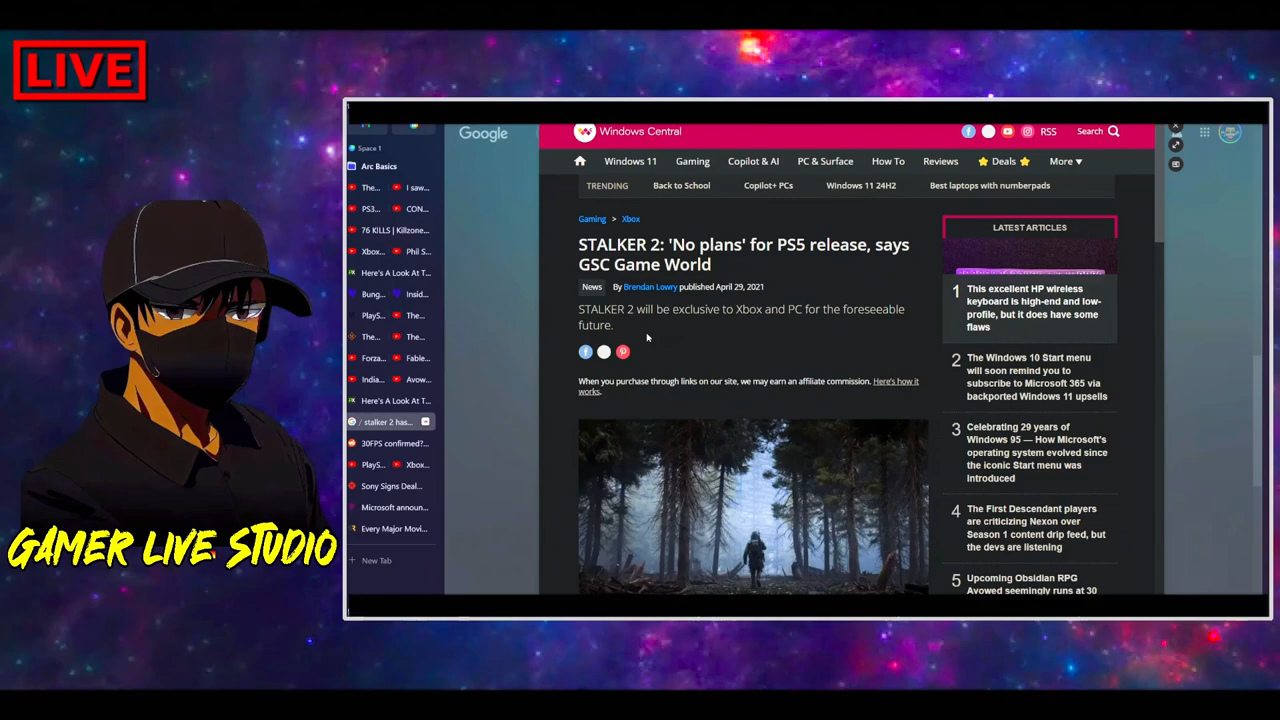 LIVE
GAMER LIVE STUDIO
Space 1
Arc Basics
The...
I saw...
PS3...
CON...
76 KILLS | Killzone...
Xbox...
Phil S...
Here's A Look At T...
Bung...
Insid...
PlayS...
The...
The...
The...
Forza...
Fable...
India...
Avow...
Here's A Look At T...
/ stalker 2 has...
30FPS confirmed?...
PlayS...
Xbox...
Sony Signs Deal...
Microsoft announ...
Every Major Movi...
+ New Tab
Google
Windows Central
RSS
Search
Windows 11
Gaming
Copilot & AI
PC & Surface
How To
Reviews
Deals
More
TRENDING
Back to School
Copilot+ PCs
Windows 11 24H2
Best laptops with numberpads
Gaming > Xbox
STALKER 2: 'No plans' for PS5 release, says
GSC Game World
News
By Brendan Lowry published April 29, 2021
STALKER 2 will be exclusive to Xbox and PC for the foreseeable
future.
When you purchase through links on our site, we may earn an affiliate commission. Here's how it
works.
LATEST ARTICLES
1
This excellent HP wireless
keyboard is high-end and low-
profile, but it does have some
flaws
2
The Windows 10 Start menu
will soon remind you to
subscribe to Microsoft 365 via
backported Windows 11 upsells
3
Celebrating 29 years of
Windows 95 — How Microsoft's
operating system evolved since
the iconic Start menu was
introduced
4
The First Descendant players
are criticizing Nexon over
Season 1 content drip feed, but
the devs are listening
5
Upcoming Obsidian RPG
Avowed seemingly runs at 30